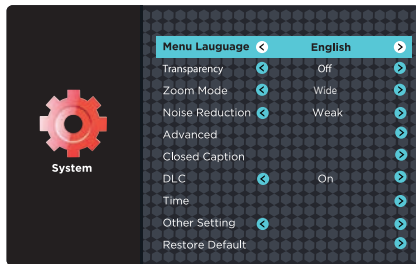 Menu Lauguage English
Transparency Off
Zoom Mode Wide
Noise Reduction Weak
Advanced
Closed Caption
System
DLC On
Time
Other Setting
Restore Default